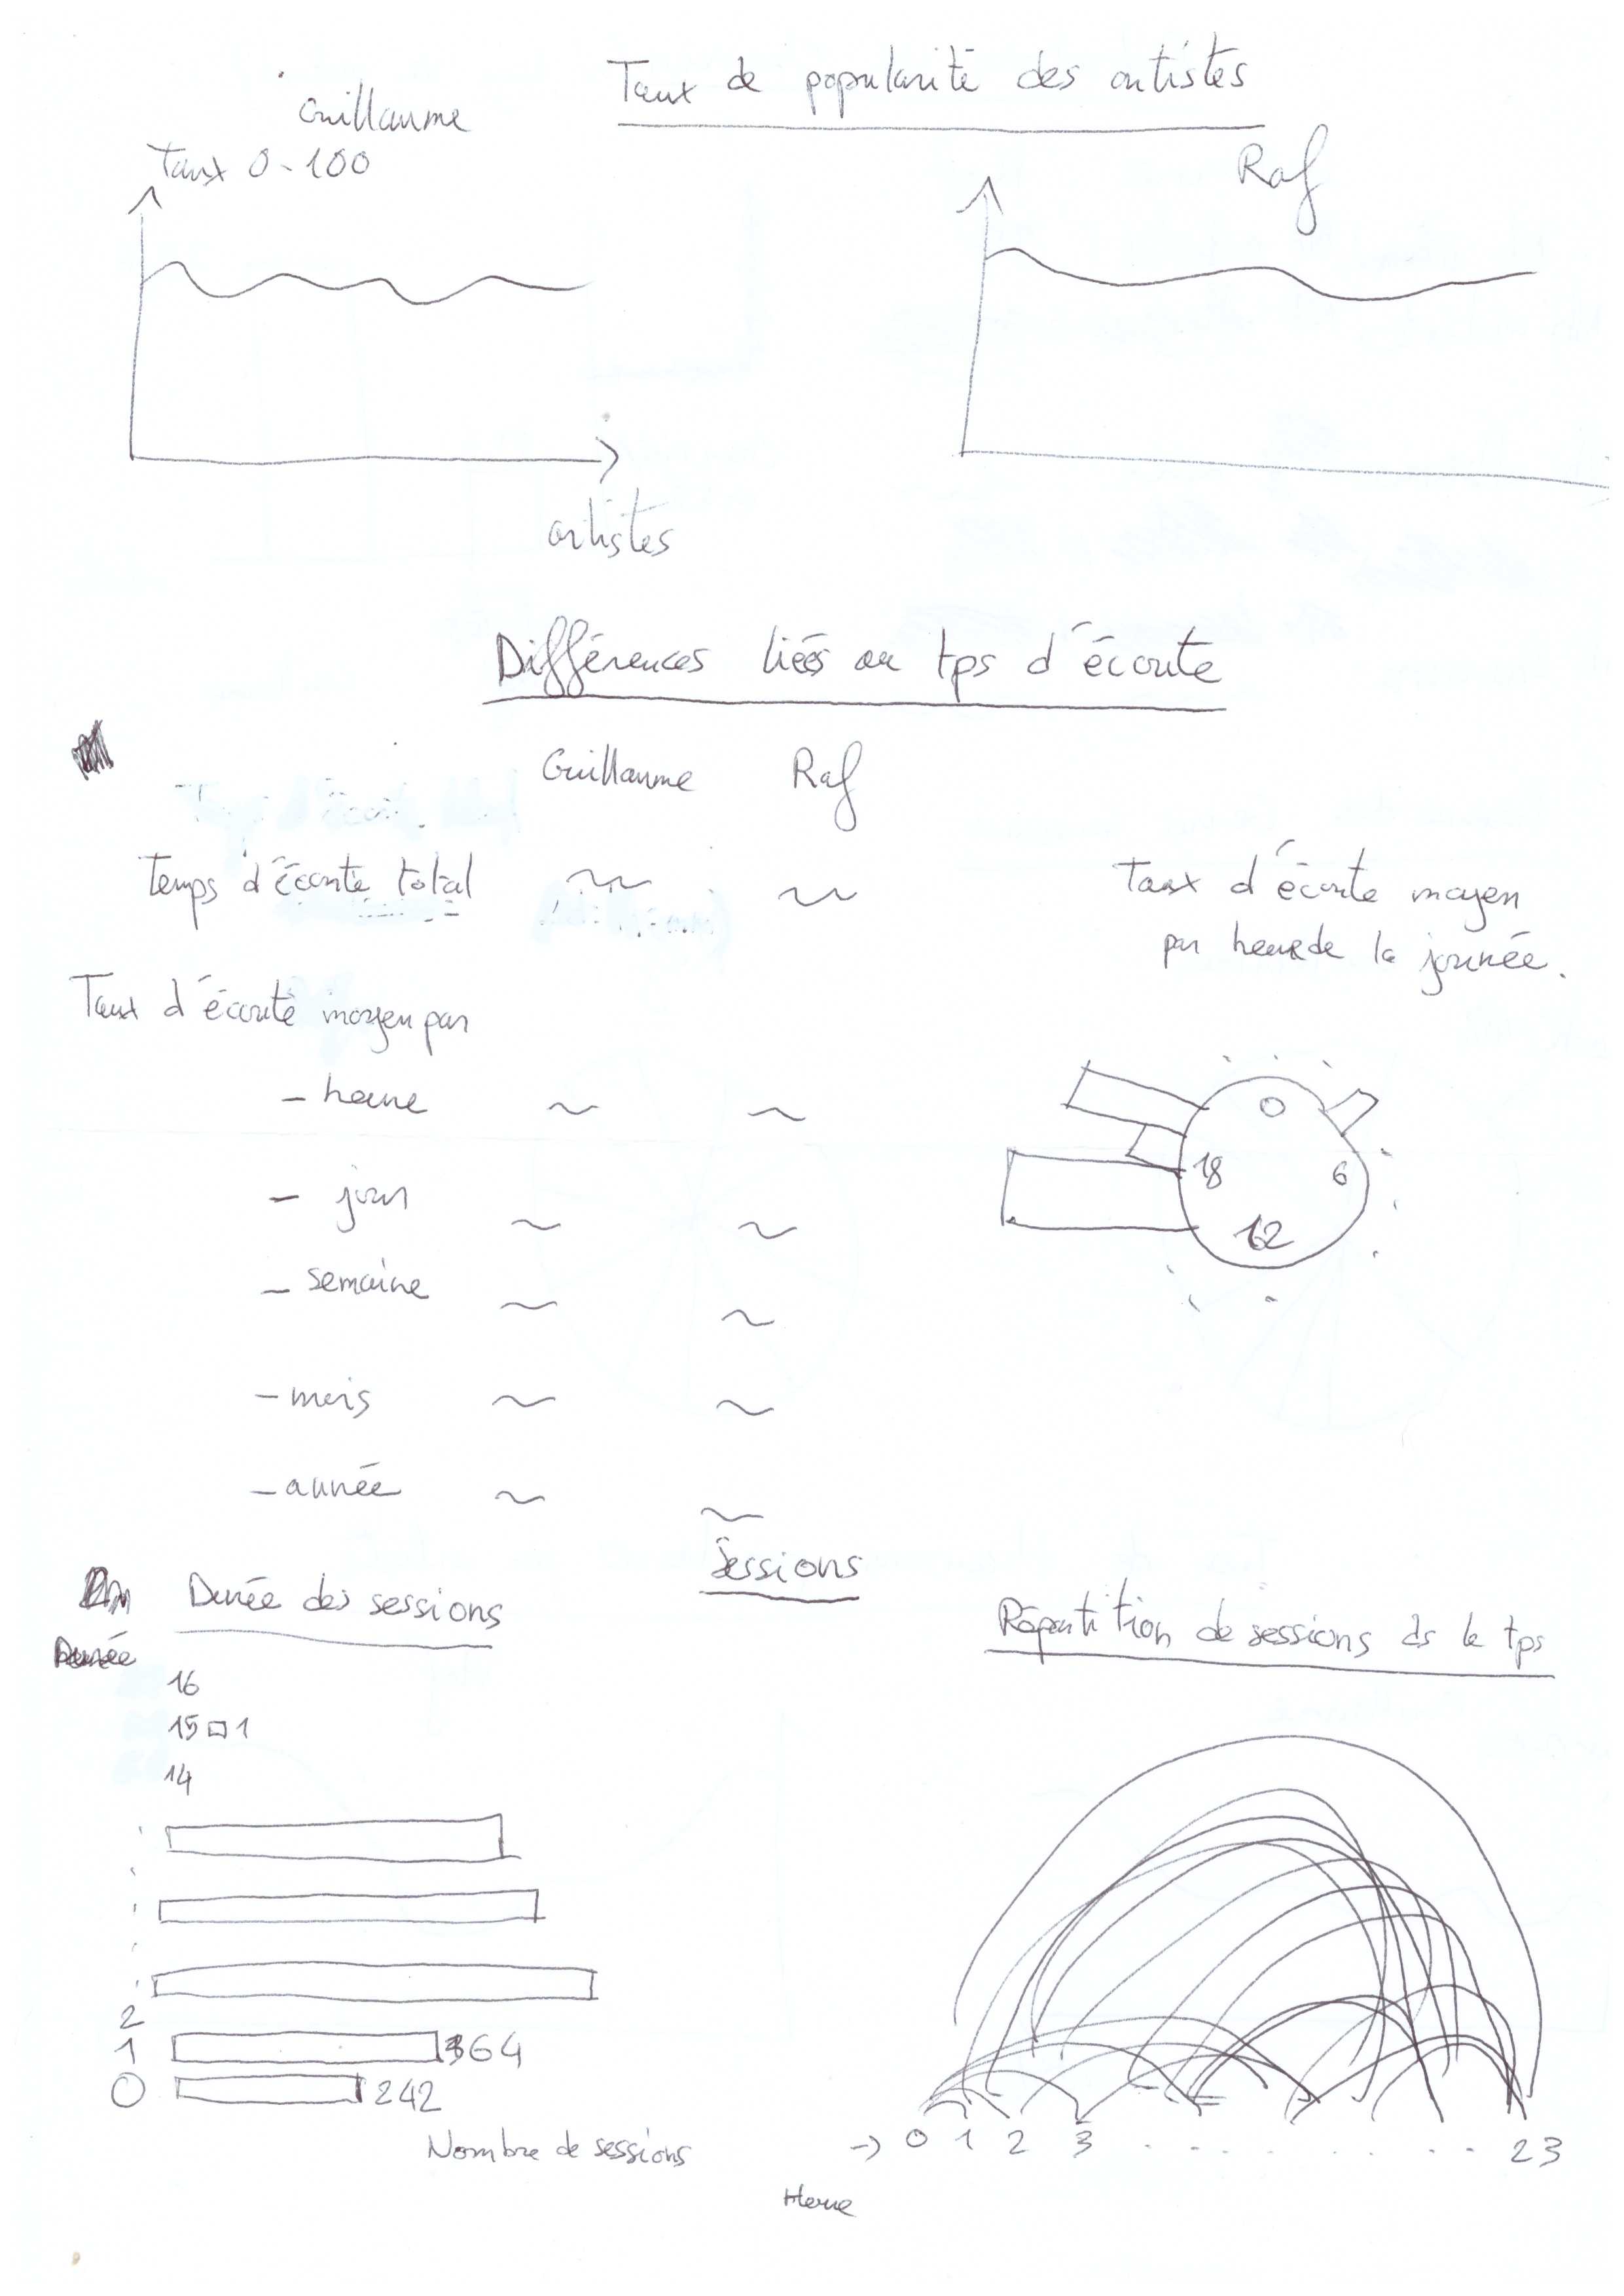 Taux de popularité des artistes
Guillaume
Raf
Taux 0-100
artistes
Différences liées au tps d'écoute
Guillaume Raf
Temps d'écoute total
Taux d'écoute moyen par
- heure
- jour
- semaine
- mois
- année
Taux d'écoute moyen
par heure de la journée.
0
18 6
12
Sessions
Durée des sessions
Durée
16
15 1
14
2
1 364
0 242
Nombre de sessions
Répartition de sessions ds le tps
-> 0 1 2 3 . . . . . . . . 23
Heure